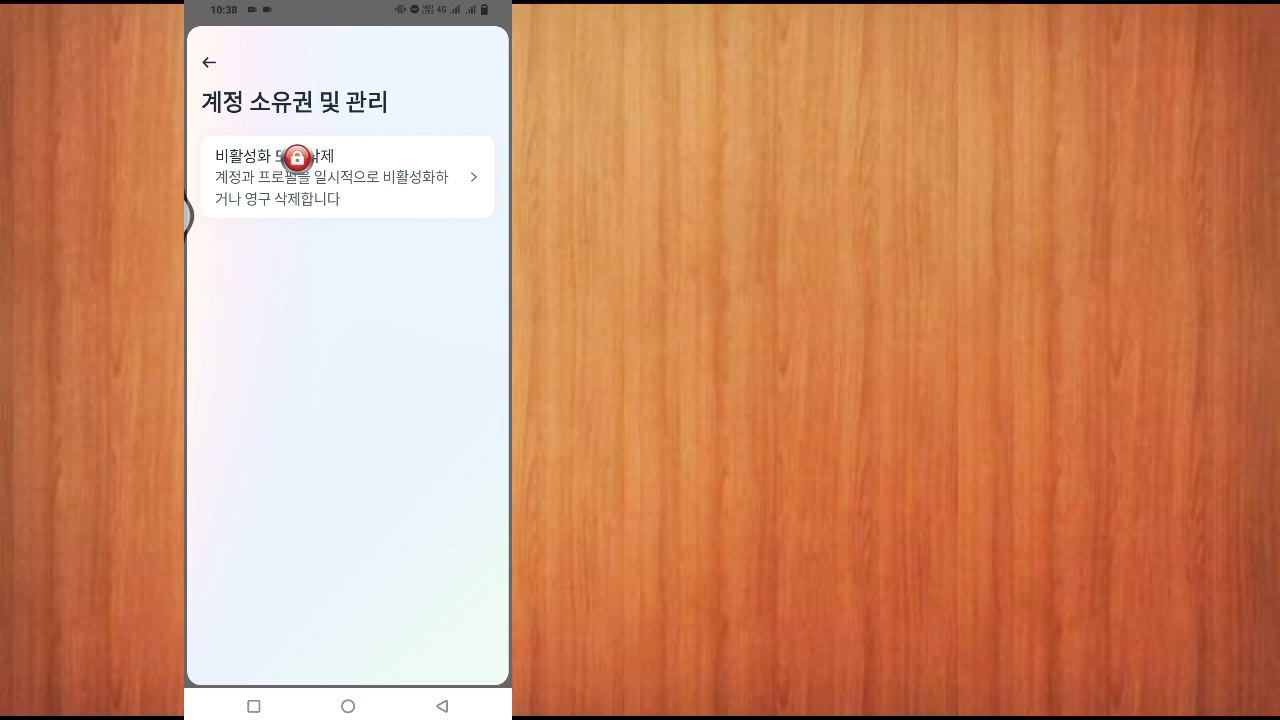 10:38
4G
계정 소유권 및 관리
비활성화 삭제
계정과 프로필을 일시적으로 비활성화하
거나 영구 삭제합니다